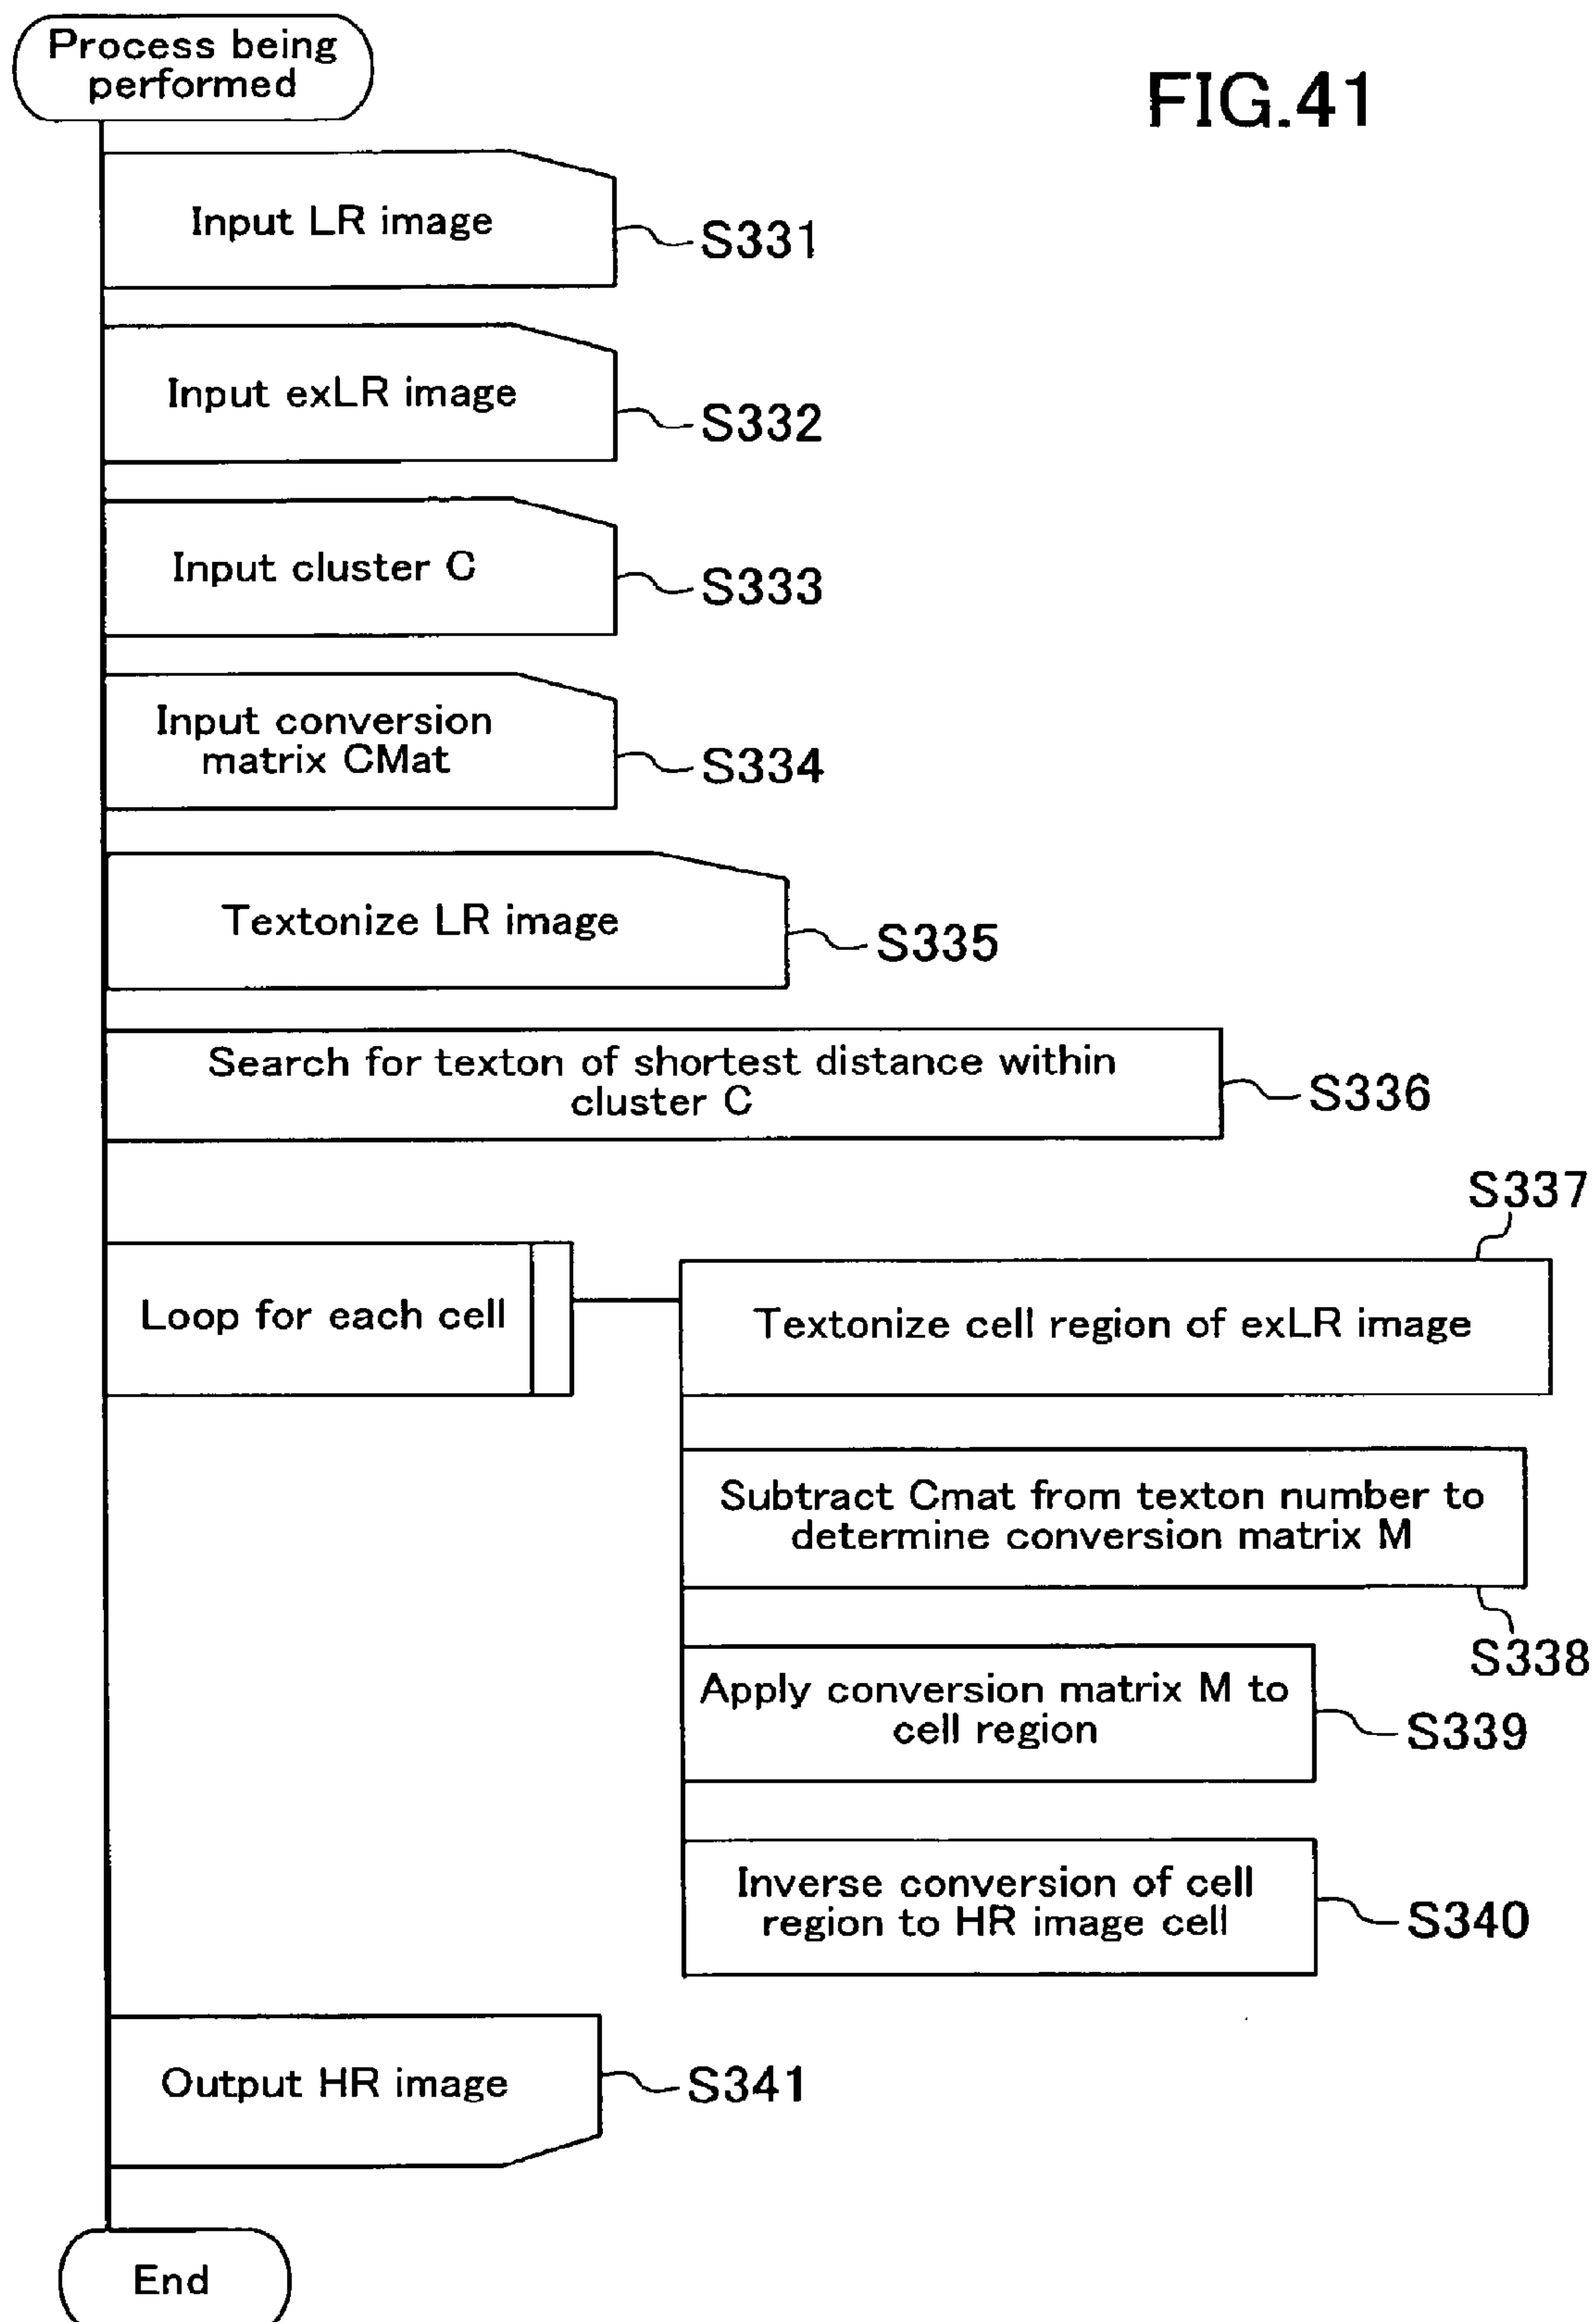 Process being
performed
FIG.41
Input LR image
S331
Input exLR image
S332
Input cluster C
S333
Input conversion
matrix CMat
S334
Textonize LR image
S335
Search for texton of shortest distance within
cluster C
S336
S337
Loop for each cell
Textonize cell region of exLR image
Subtract Cmat from texton number to
determine conversion matrix M
S338
Apply conversion matrix M to
cell region
S339
Inverse conversion of cell
region to HR image cell
S340
Output HR image
S341
End